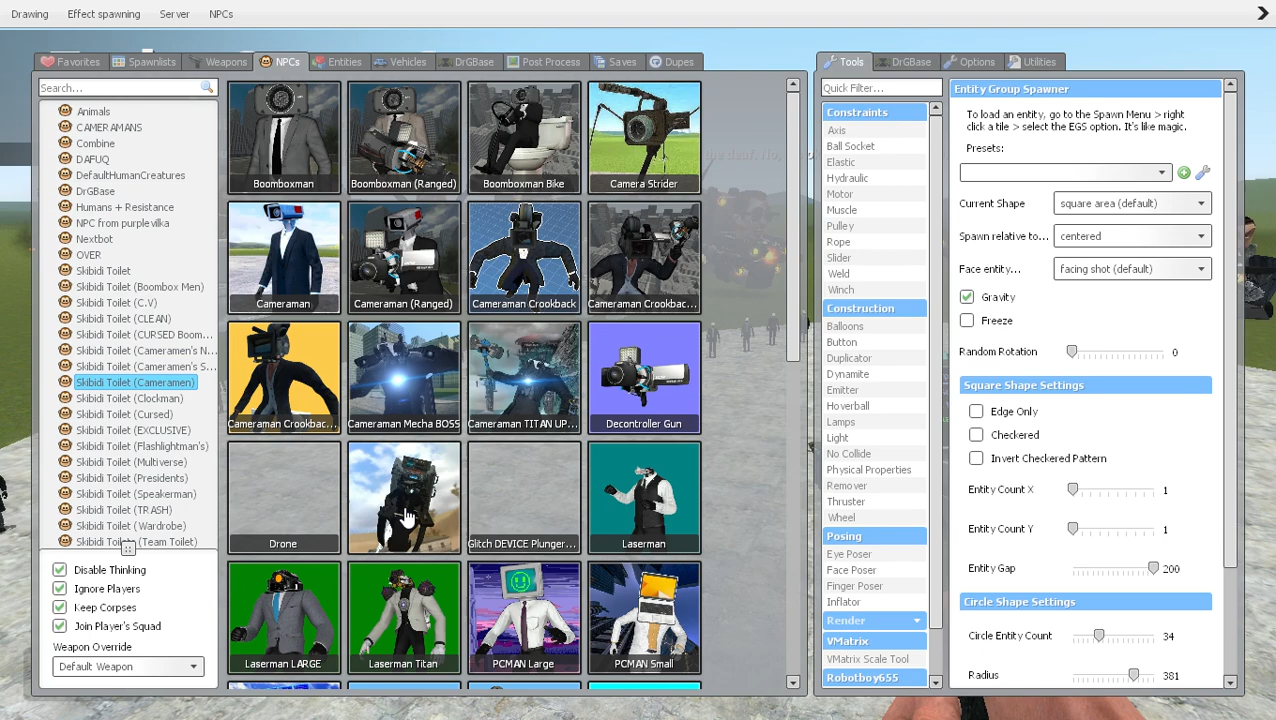 Drawing Effect spawning Server NPCs
Favorites Spawnlists Weapons NPCs Entities Vehicles DrGBase Post Process Saves Dupes
Search...
Animals
CAMERAMANS
Combine
DAFUQ
DefaultHumanCreatures
DrGBase
Humans + Resistance
NPC from purplevilka
Nextbot
OVER
Skibidi Toilet
Skibidi Toilet (Boombox Men)
Skibidi Toilet (C.V)
Skibidi Toilet (CLEAN)
Skibidi Toilet (CURSED Boom...
Skibidi Toilet (Cameramen's N...
Skibidi Toilet (Cameramen's S...
Skibidi Toilet (Cameramen)
Skibidi Toilet (Clockman)
Skibidi Toilet (Cursed)
Skibidi Toilet (EXCLUSIVE)
Skibidi Toilet (Flashlightman's)
Skibidi Toilet (Multiverse)
Skibidi Toilet (Presidents)
Skibidi Toilet (Speakerman)
Skibidi Toilet (TRASH)
Skibidi Toilet (Wardrobe)
Skibidi Toilet (Team Toilet)
Disable Thinking
Ignore Players
Keep Corpses
Join Player's Squad
Weapon Override
Default Weapon
Boomboxman Boomboxman (Ranged) Boomboxman Bike Camera Strider
Cameraman Cameraman (Ranged) Cameraman Crookback Cameraman Crookbac...
Cameraman Crookbac... Cameraman Mecha BOSS Cameraman TITAN UP... Decontroller Gun
Drone Glitch DEVICE Plunger... Laserman
Laserman LARGE Laserman Titan PCMAN Large PCMAN Small
Tools DrGBase Options Utilities
Quick Filter...
Constraints
Axis
Ball Socket
Elastic
Hydraulic
Motor
Muscle
Pulley
Rope
Slider
Weld
Winch
Construction
Balloons
Button
Duplicator
Dynamite
Emitter
Hoverball
Lamps
Light
No Collide
Physical Properties
Remover
Thruster
Wheel
Posing
Eye Poser
Face Poser
Finger Poser
Inflator
Render
VMatrix
VMatrix Scale Tool
Robotboy655
Entity Group Spawner
To load an entity, go to the Spawn Menu > right
click a tile > select the EGS option. It's like magic.
Presets:
Current Shape square area (default)
Spawn relative to... centered
Face entity... facing shot (default)
Gravity
Freeze
Random Rotation 0
Square Shape Settings
Edge Only
Checkered
Invert Checkered Pattern
Entity Count X 1
Entity Count Y 1
Entity Gap 200
Circle Shape Settings
Circle Entity Count 34
Radius 381